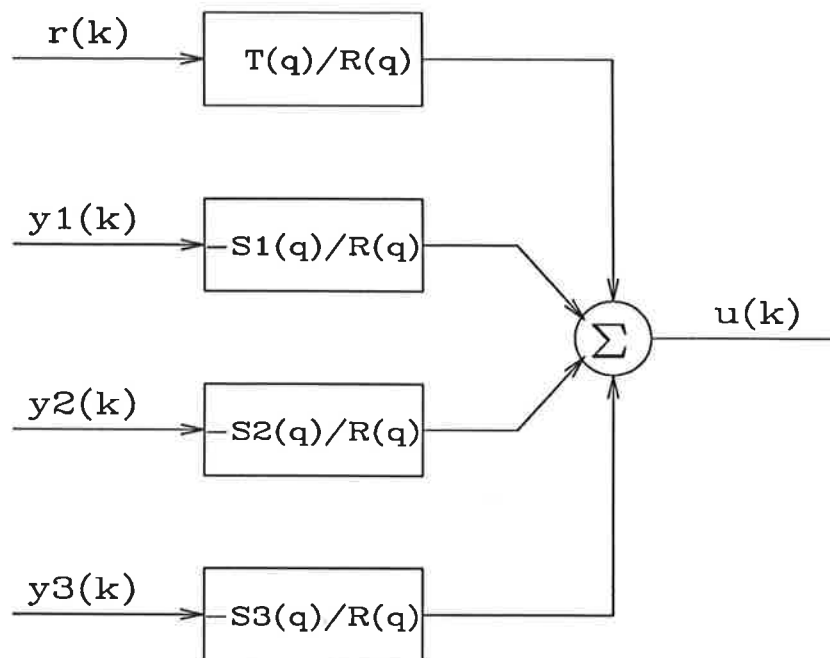 r(k)
T(q)/R(q)
y1(k)
-S1(q)/R(q)
u(k)
Σ
y2(k)
-S2(q)/R(q)
y3(k)
-S3(q)/R(q)